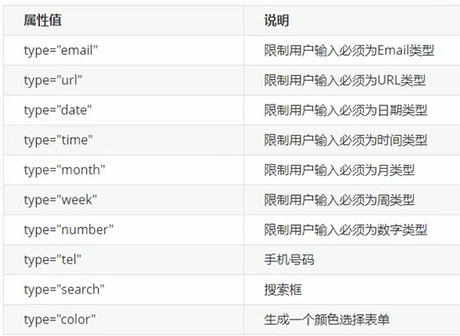 属性值 说明
type="email" 限制用户输入必须为Email类型
type="url" 限制用户输入必须为URL类型
type="date" 限制用户输入必须为日期类型
type="time" 限制用户输入必须为时间类型
type="month" 限制用户输入必须为月类型
type="week" 限制用户输入必须为周类型
type="number" 限制用户输入必须为数字类型
type="tel" 手机号码
type="search" 搜索框
type="color" 生成一个颜色选择表单